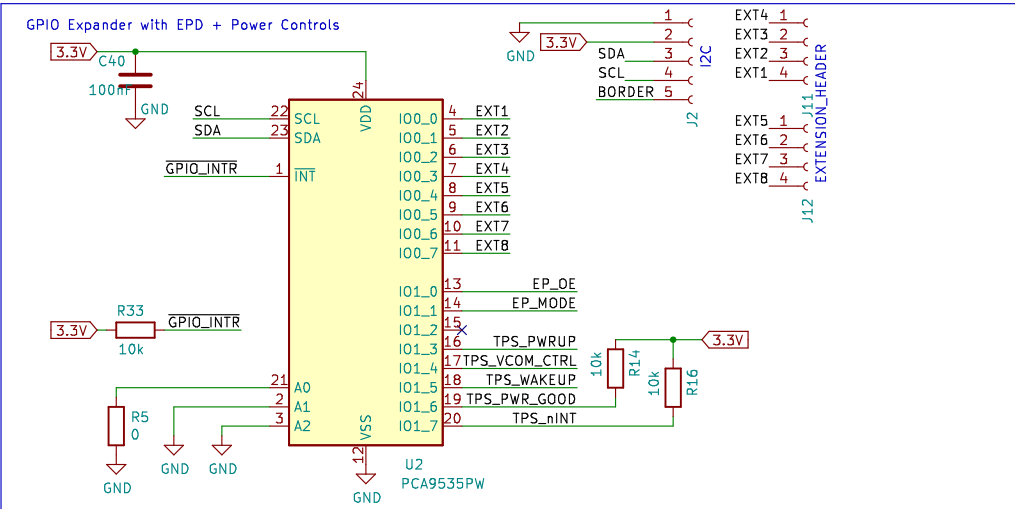 GPIO Expander with EPD + Power Controls
3.3V
C40
100nF
GND
24
VDD
SCL
22
SCL
SDA
23
SDA
GPIO_INTR
1
INT
IO0_0
4
EXT1
IO0_1
5
EXT2
IO0_2
6
EXT3
IO0_3
7
EXT4
IO0_4
8
EXT5
IO0_5
9
EXT6
IO0_6
10
EXT7
IO0_7
11
EXT8
IO1_0
13
EP_OE
IO1_1
14
EP_MODE
IO1_2
15
IO1_3
16
TPS_PWRUP
IO1_4
17
TPS_VCOM_CTRL
IO1_5
18
TPS_WAKEUP
IO1_6
19
TPS_PWR_GOOD
IO1_7
20
TPS_nINT
R33
3.3V
10k
GPIO_INTR
21
A0
2
A1
3
A2
R5
0
GND
GND
GND
VSS
12
GND
U2
PCA9535PW
10k
R14
10k
R16
3.3V
GND
1
3.3V
2
SDA
3
SCL
4
BORDER
5
I2C
J2
EXT4
1
EXT3
2
EXT2
3
EXT1
4
J11
EXTENSION_HEADER
EXT5
1
EXT6
2
EXT7
3
EXT8
4
J12